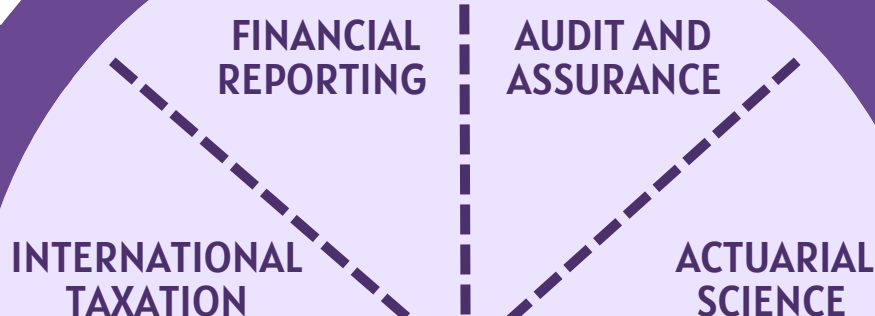 FINANCIAL
REPORTING
AUDIT AND
ASSURANCE
INTERNATIONAL
TAXATION
ACTUARIAL
SCIENCE